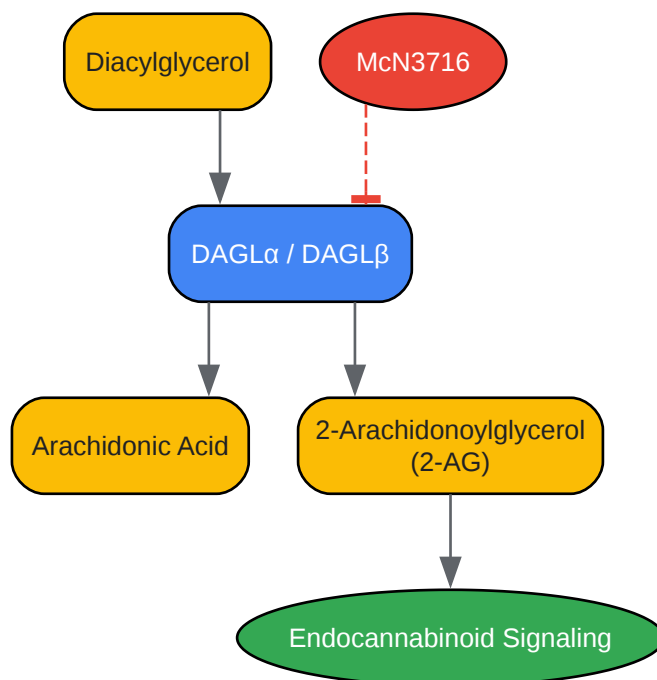 Diacylglycerol
McN3716
DAGLα / DAGLβ
Arachidonic Acid
2-Arachidonoylglycerol
(2-AG)
Endocannabinoid Signaling